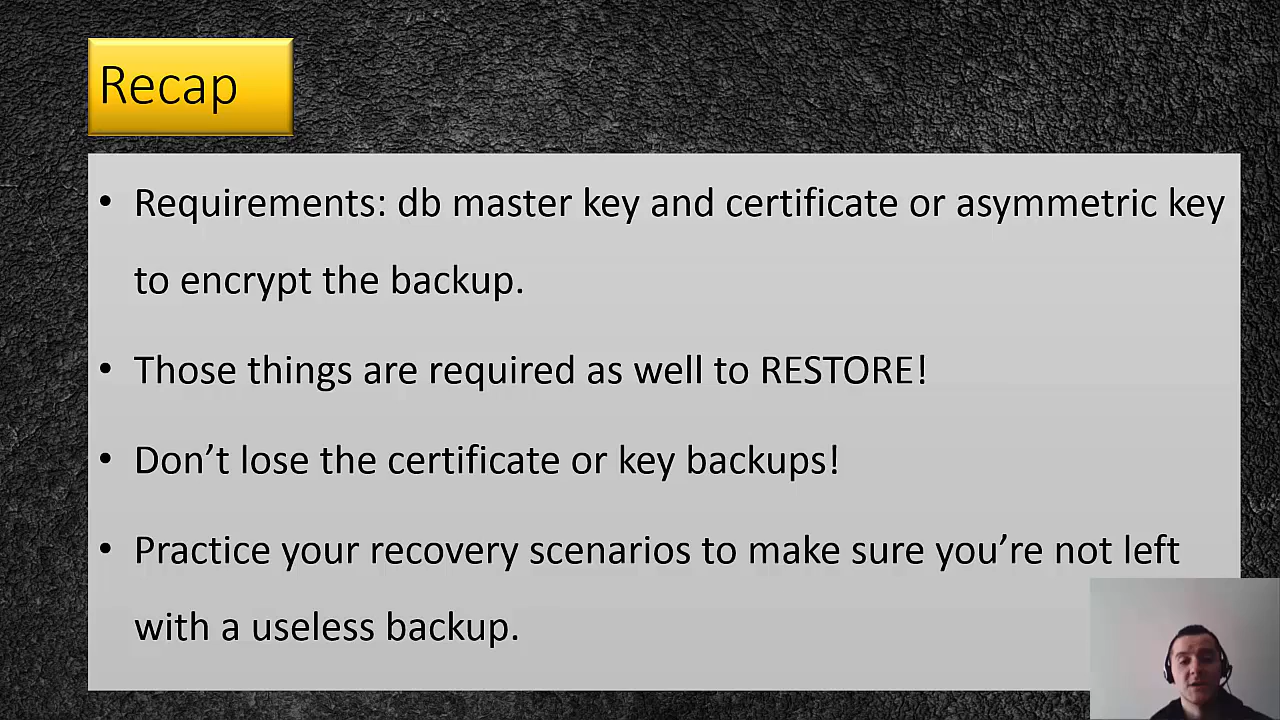 Recap
• Requirements: db master key and certificate or asymmetric key
to encrypt the backup.
• Those things are required as well to RESTORE!
• Don’t lose the certificate or key backups!
• Practice your recovery scenarios to make sure you’re not left
with a useless backup.